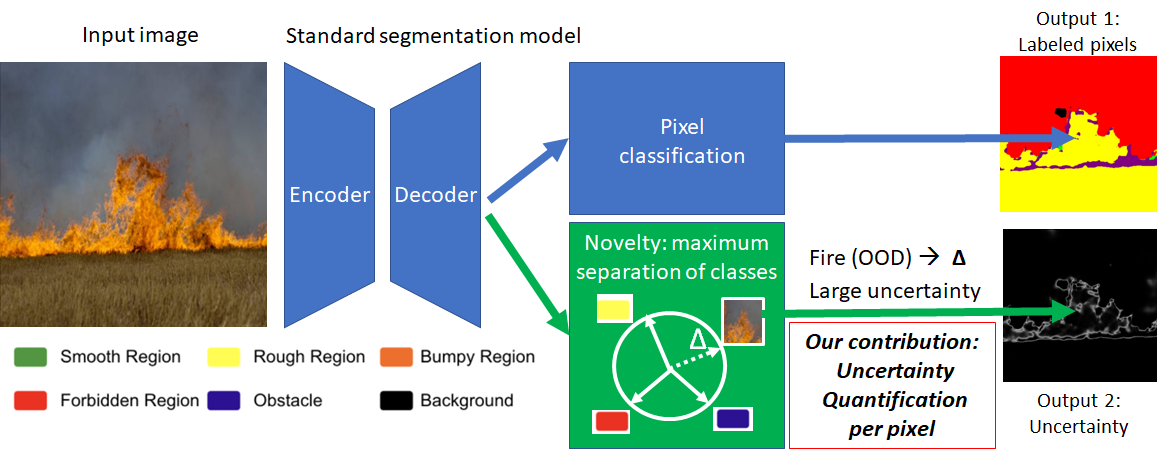 Input image
Standard segmentation model
Output 1:
Labeled pixels
Encoder
Decoder
Pixel
classification
Novelty: maximum
separation of classes
Δ
Fire (OOD) → Δ
Large uncertainty
Our contribution:
Uncertainty
Quantification
per pixel
Output 2:
Uncertainty
Smooth Region
Rough Region
Bumpy Region
Forbidden Region
Obstacle
Background